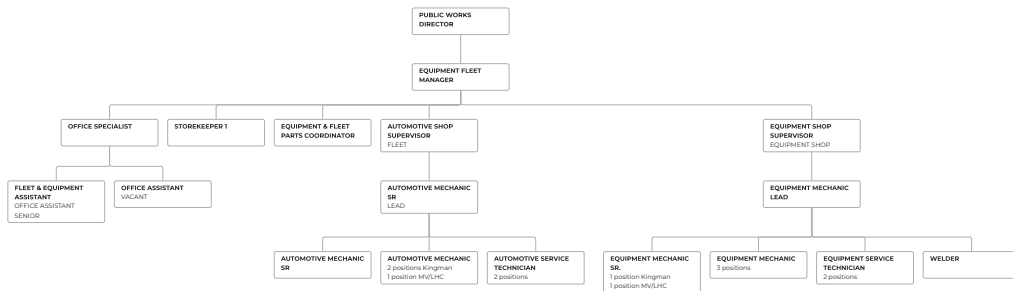 PUBLIC WORKS
DIRECTOR
EQUIPMENT FLEET
MANAGER
OFFICE SPECIALIST
STOREKEEPER 1
EQUIPMENT & FLEET
PARTS COORDINATOR
AUTOMOTIVE SHOP
SUPERVISOR
FLEET
EQUIPMENT SHOP
SUPERVISOR
EQUIPMENT SHOP
FLEET & EQUIPMENT
ASSISTANT
OFFICE ASSISTANT
SENIOR
OFFICE ASSISTANT
VACANT
AUTOMOTIVE MECHANIC
SR
LEAD
EQUIPMENT MECHANIC
LEAD
AUTOMOTIVE MECHANIC
SR
AUTOMOTIVE MECHANIC
2 positions Kingman
1 position MV/LHC
AUTOMOTIVE SERVICE
TECHNICIAN
2 positions
EQUIPMENT MECHANIC
SR.
1 position Kingman
1 position MV/LHC
EQUIPMENT MECHANIC
3 positions
EQUIPMENT SERVICE
TECHNICIAN
2 positions
WELDER